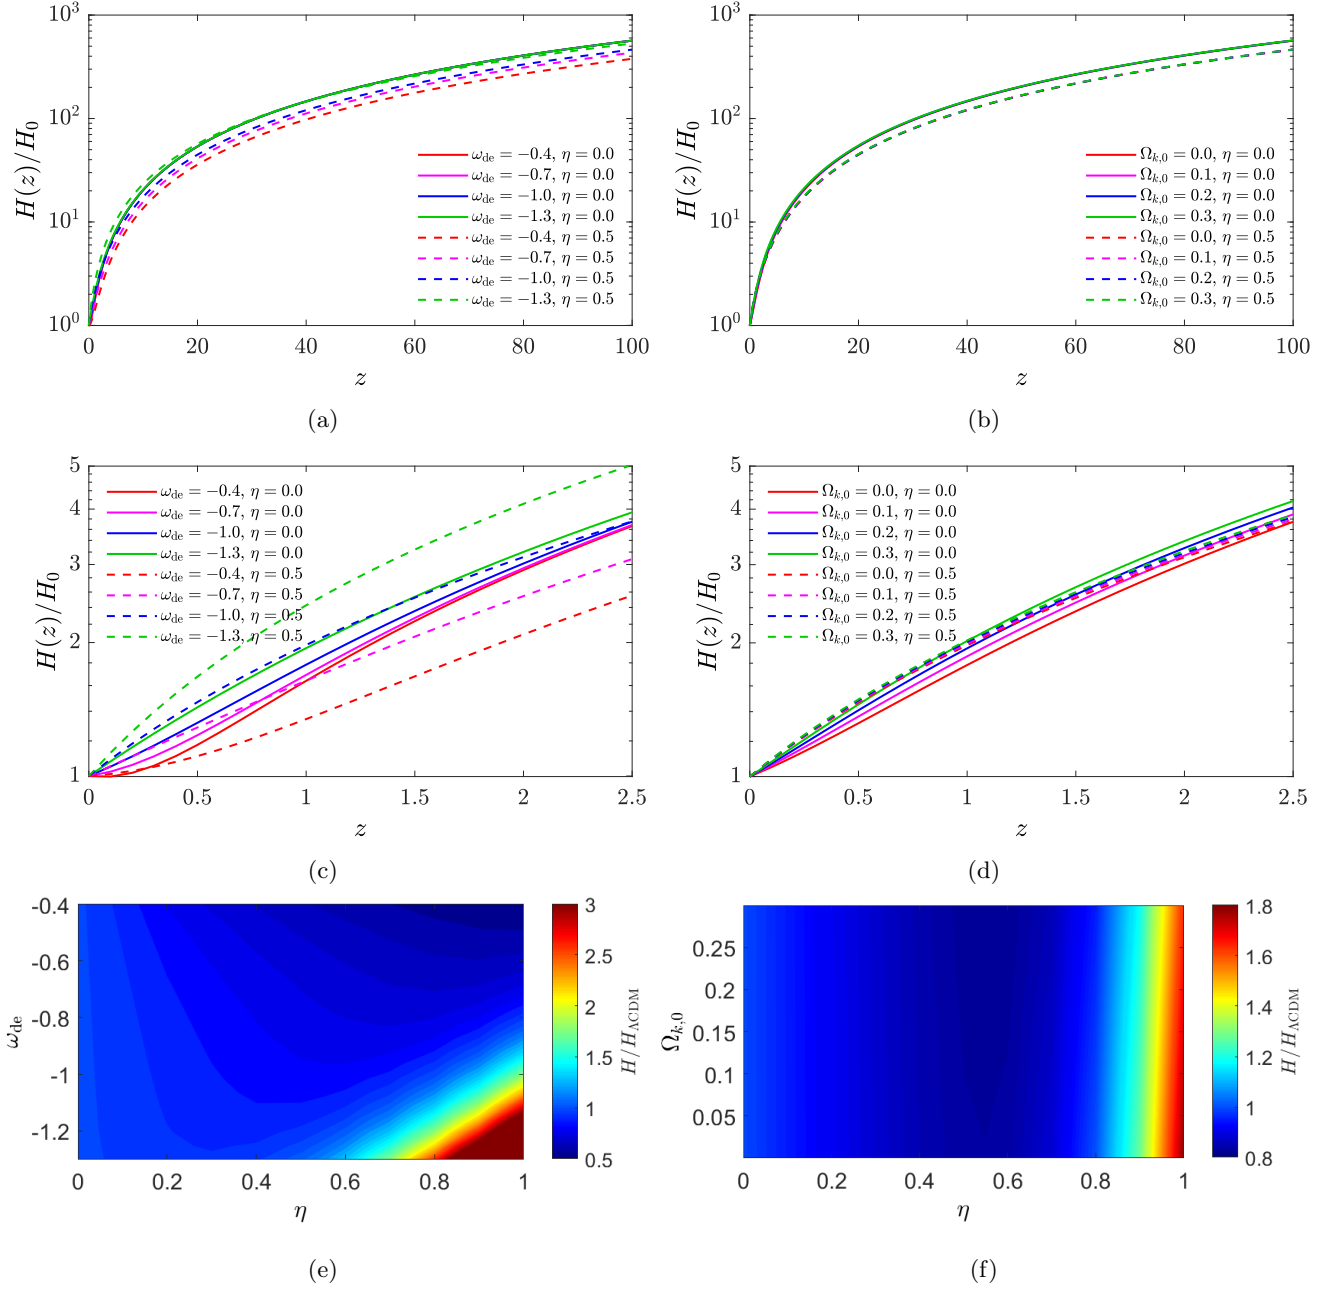 10³
10²
10¹
10⁰
H(z)/H₀
ω_de = −0.4, η = 0.0
ω_de = −0.7, η = 0.0
ω_de = −1.0, η = 0.0
ω_de = −1.3, η = 0.0
ω_de = −0.4, η = 0.5
ω_de = −0.7, η = 0.5
ω_de = −1.0, η = 0.5
ω_de = −1.3, η = 0.5
0 20 40 60 80 100
z
(a)
10³
10²
10¹
10⁰
H(z)/H₀
Ω_k,0 = 0.0, η = 0.0
Ω_k,0 = 0.1, η = 0.0
Ω_k,0 = 0.2, η = 0.0
Ω_k,0 = 0.3, η = 0.0
Ω_k,0 = 0.0, η = 0.5
Ω_k,0 = 0.1, η = 0.5
Ω_k,0 = 0.2, η = 0.5
Ω_k,0 = 0.3, η = 0.5
0 20 40 60 80 100
z
(b)
5
4
3
2
1
H(z)/H₀
ω_de = −0.4, η = 0.0
ω_de = −0.7, η = 0.0
ω_de = −1.0, η = 0.0
ω_de = −1.3, η = 0.0
ω_de = −0.4, η = 0.5
ω_de = −0.7, η = 0.5
ω_de = −1.0, η = 0.5
ω_de = −1.3, η = 0.5
0 0.5 1 1.5 2 2.5
z
(c)
5
4
3
2
1
H(z)/H₀
Ω_k,0 = 0.0, η = 0.0
Ω_k,0 = 0.1, η = 0.0
Ω_k,0 = 0.2, η = 0.0
Ω_k,0 = 0.3, η = 0.0
Ω_k,0 = 0.0, η = 0.5
Ω_k,0 = 0.1, η = 0.5
Ω_k,0 = 0.2, η = 0.5
Ω_k,0 = 0.3, η = 0.5
0 0.5 1 1.5 2 2.5
z
(d)
-0.4
-0.6
-0.8
-1
-1.2
ω_de
0 0.2 0.4 0.6 0.8 1
η
3
2.5
2
1.5
1
0.5
H/H_ΛCDM
(e)
0.25
0.2
0.15
0.1
0.05
Ω_k,0
0 0.2 0.4 0.6 0.8 1
η
1.8
1.6
1.4
1.2
1
0.8
H/H_ΛCDM
(f)